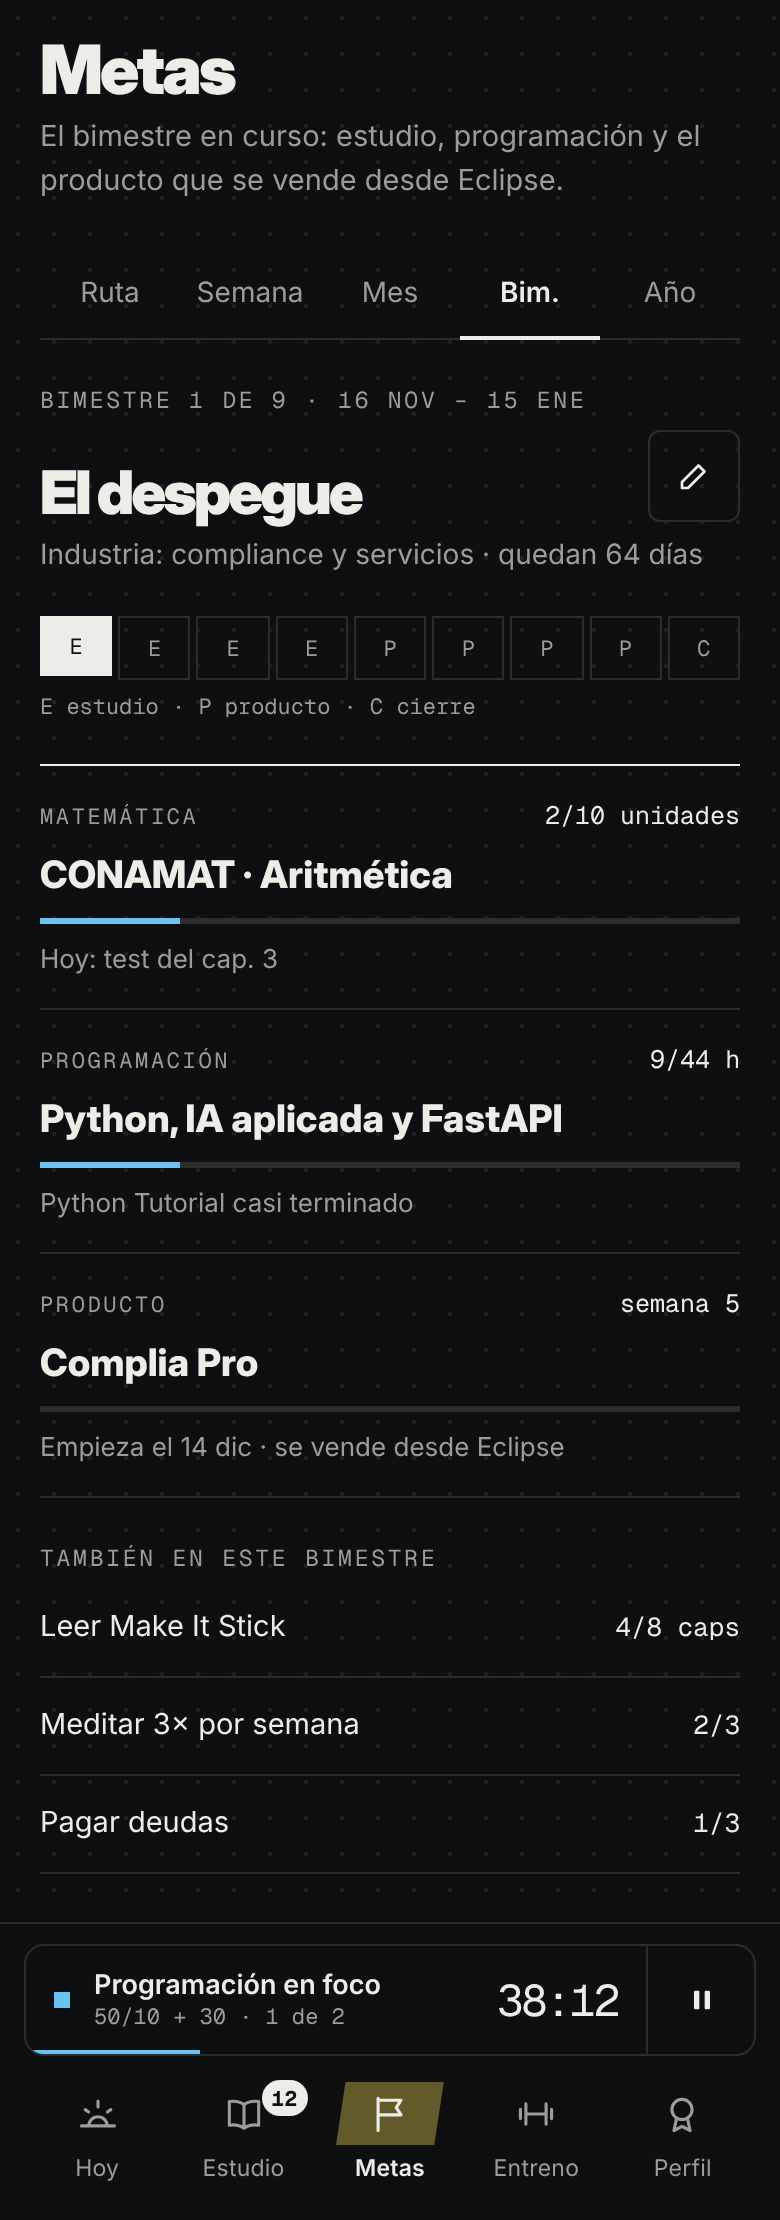 Metas
El bimestre en curso: estudio, programación y el
producto que se vende desde Eclipse.
Ruta Semana Mes Bim. Año
BIMESTRE 1 DE 9 · 16 NOV – 15 ENE
El despegue
Industria: compliance y servicios · quedan 64 días
E E E E P P P P C
E estudio · P producto · C cierre
MATEMÁTICA 2/10 unidades
CONAMAT · Aritmética
Hoy: test del cap. 3
PROGRAMACIÓN 9/44 h
Python, IA aplicada y FastAPI
Python Tutorial casi terminado
PRODUCTO semana 5
Complia Pro
Empieza el 14 dic · se vende desde Eclipse
TAMBIÉN EN ESTE BIMESTRE
Leer Make It Stick 4/8 caps
Meditar 3× por semana 2/3
Pagar deudas 1/3
Programación en foco 38:12
50/10 + 30 · 1 de 2
12
Hoy Estudio Metas Entreno Perfil